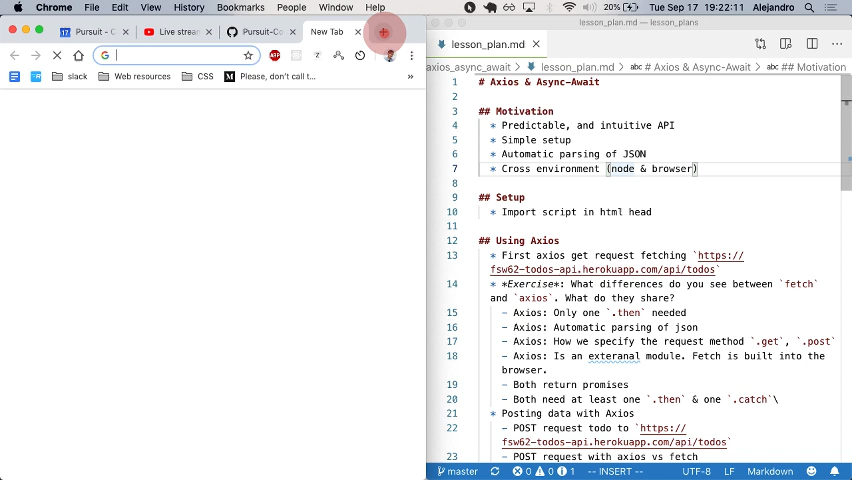 Chrome File Edit View History Bookmarks People Window Help 20% Tue Sep 17 19:22:11 Alejandro
Pursuit - C
Live stream
Pursuit-Co
New Tab
slack Web resources CSS Please, don't call t... »
lesson_plan.md — lesson_plans
lesson_plan.md
axios_async_await lesson_plan.md # Axios & Async-Await ## Motivation
1 # Axios & Async-Await
2
3 ## Motivation
4 * Predictable, and intuitive API
5 * Simple setup
6 * Automatic parsing of JSON
7 * Cross environment (node & browser)
8
9 ## Setup
10 * Import script in html head
11
12 ## Using Axios
13 * First axios get request fetching `https://
fsw62-todos-api.herokuapp.com/api/todos`
14 * *Exercise*: What differences do you see between `fetch`
and `axios`. What do they share?
15 - Axios: Only one `.then` needed
16 - Axios: Automatic parsing of json
17 - Axios: How we specify the request method `.get`, `.post`
18 - Axios: Is an exteranal module. Fetch is built into the
browser.
19 - Both return promises
20 - Both need at least one `.then` & one `.catch`\
21 * Posting data with Axios
22 - POST request todo to `https://
fsw62-todos-api.herokuapp.com/api/todos`
23 - POST request with axios vs fetch
master 0 0 1 -- INSERT -- UTF-8 LF Markdown